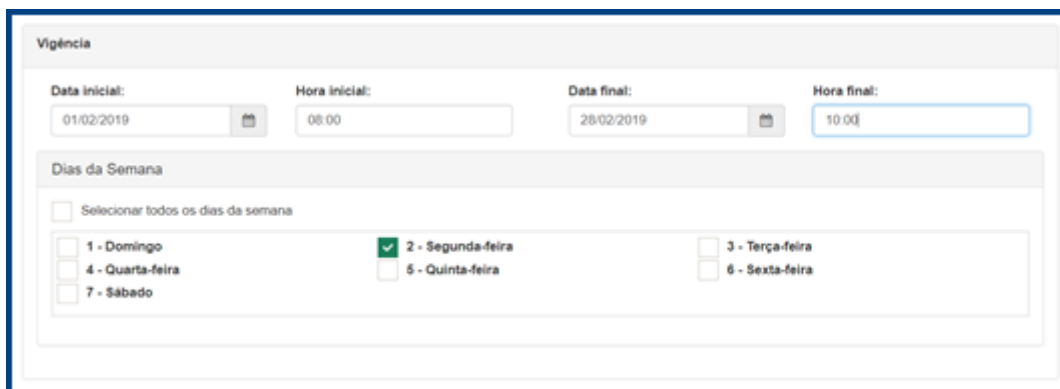 Vigência
Data inicial: Hora inicial: Data final: Hora final:
01/02/2019 08:00 28/02/2019 10:00
Dias da Semana
Selecionar todos os dias da semana
1 - Domingo 2 - Segunda-feira 3 - Terça-feira
4 - Quarta-feira 5 - Quinta-feira 6 - Sexta-feira
7 - Sábado